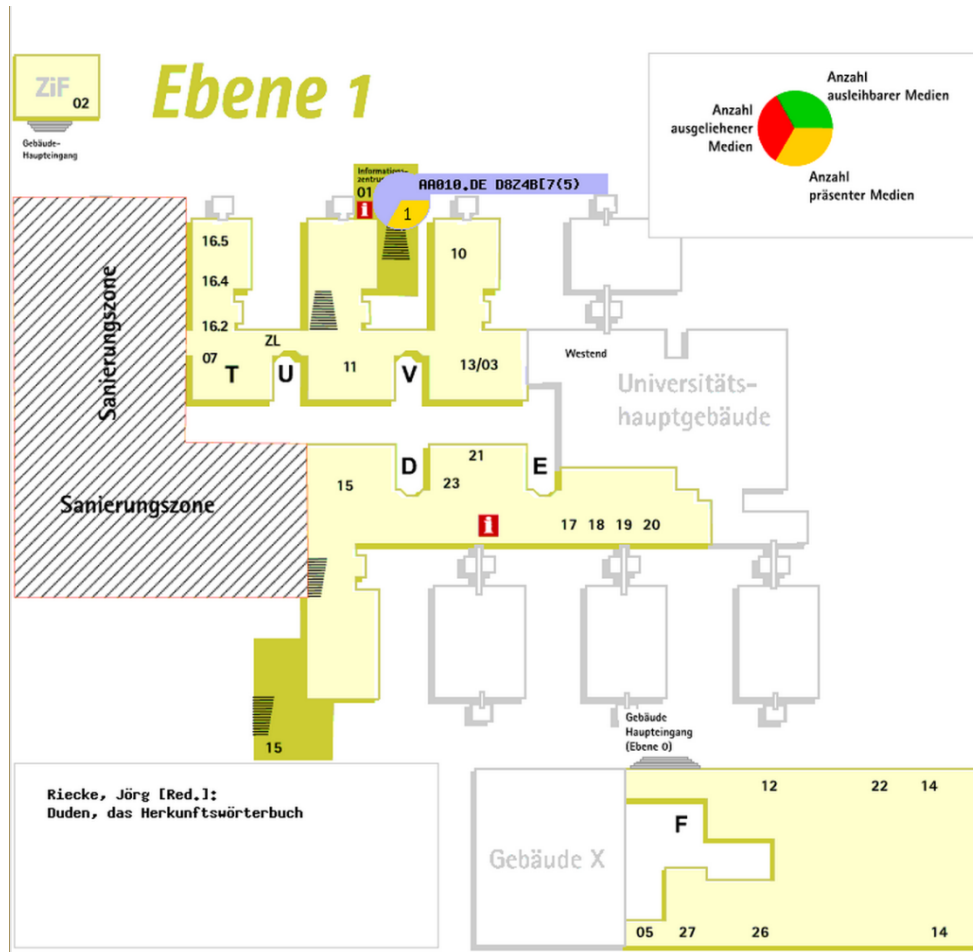 ZiF
02
Gebäude-
Haupteingang
Ebene 1
Anzahl
ausleihbarer Medien
Anzahl
ausgeliehener
Medien
Anzahl
präsenter Medien
Informations-
01
i
AA010.DE D8Z4B[7(5)
1
16.5
16.4
16.2
07
T
ZL
U
11
V
10
13/03
Westend
Universitäts-
hauptgebäude
Sanierungszone
Sanierungszone
15
D
21
23
E
i
17 18 19 20
15
Gebäude
Haupteingang
(Ebene 0)
Riecke, Jörg [Red.]:
Duden, das Herkunftswörterbuch
Gebäude X
12 22 14
F
05 27 26 14